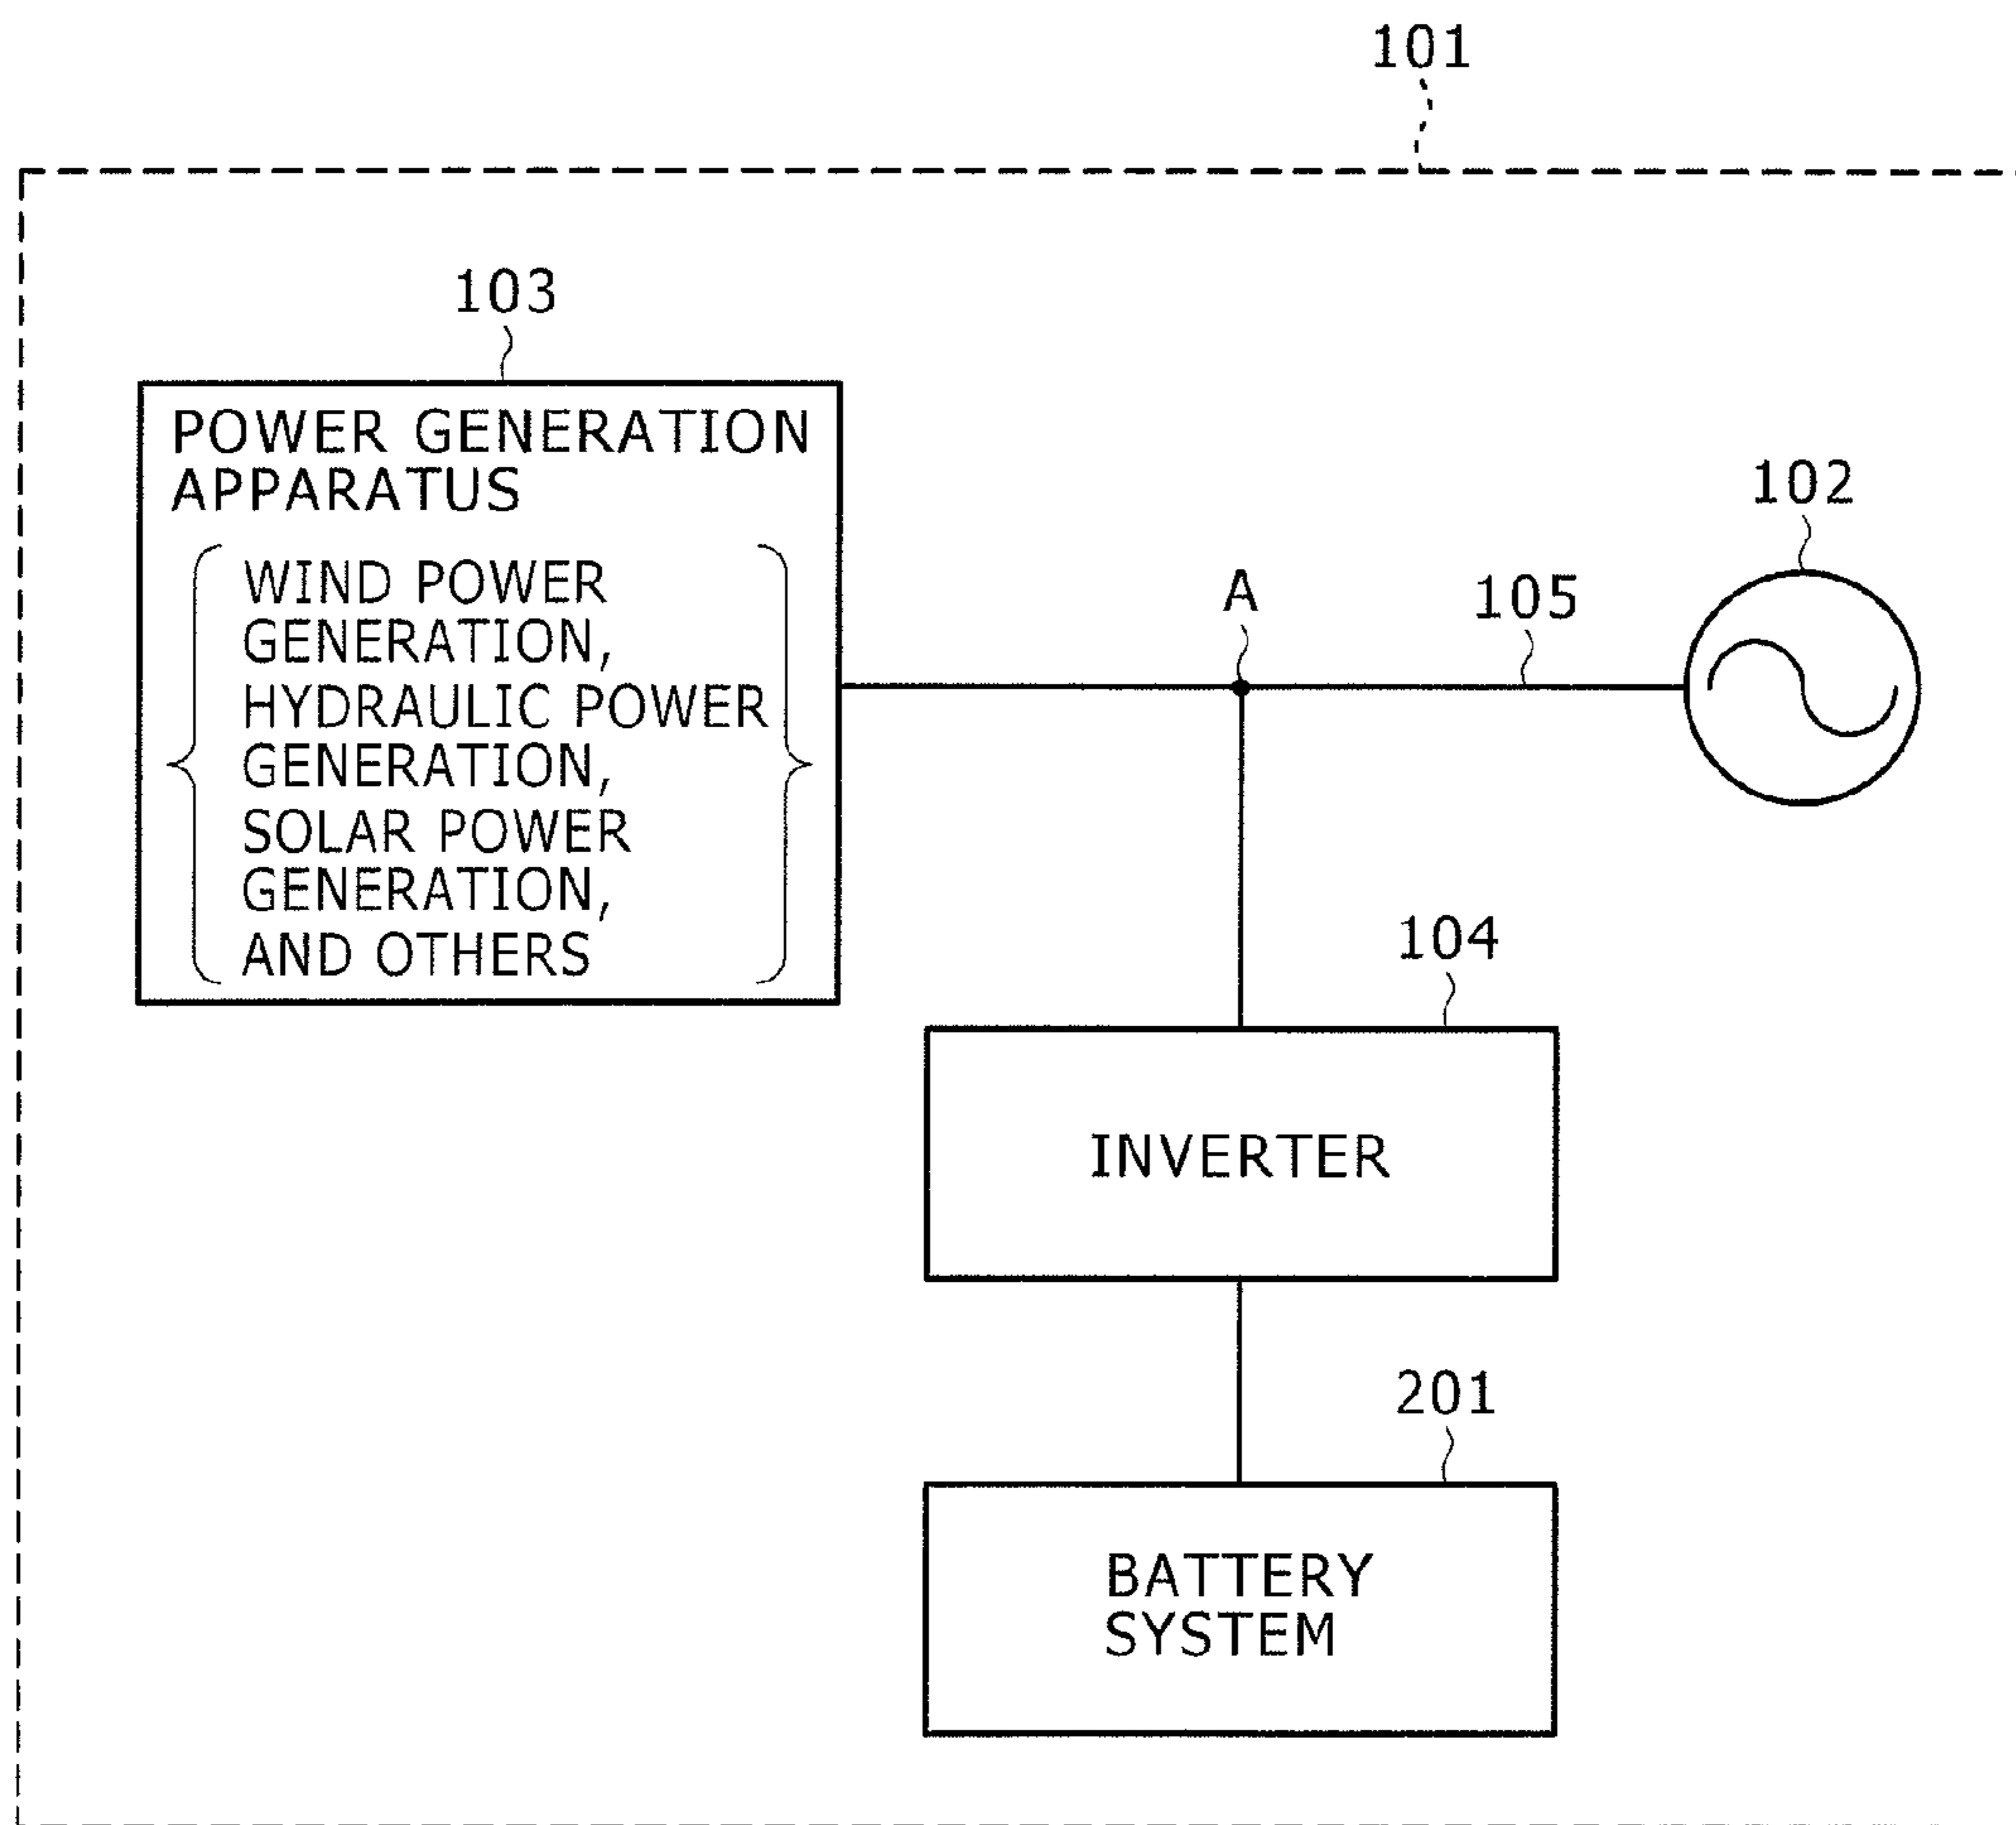 101
103
POWER GENERATION
APPARATUS
WIND POWER
GENERATION,
HYDRAULIC POWER
GENERATION,
SOLAR POWER
GENERATION,
AND OTHERS
102
A
105
104
INVERTER
201
BATTERY
SYSTEM